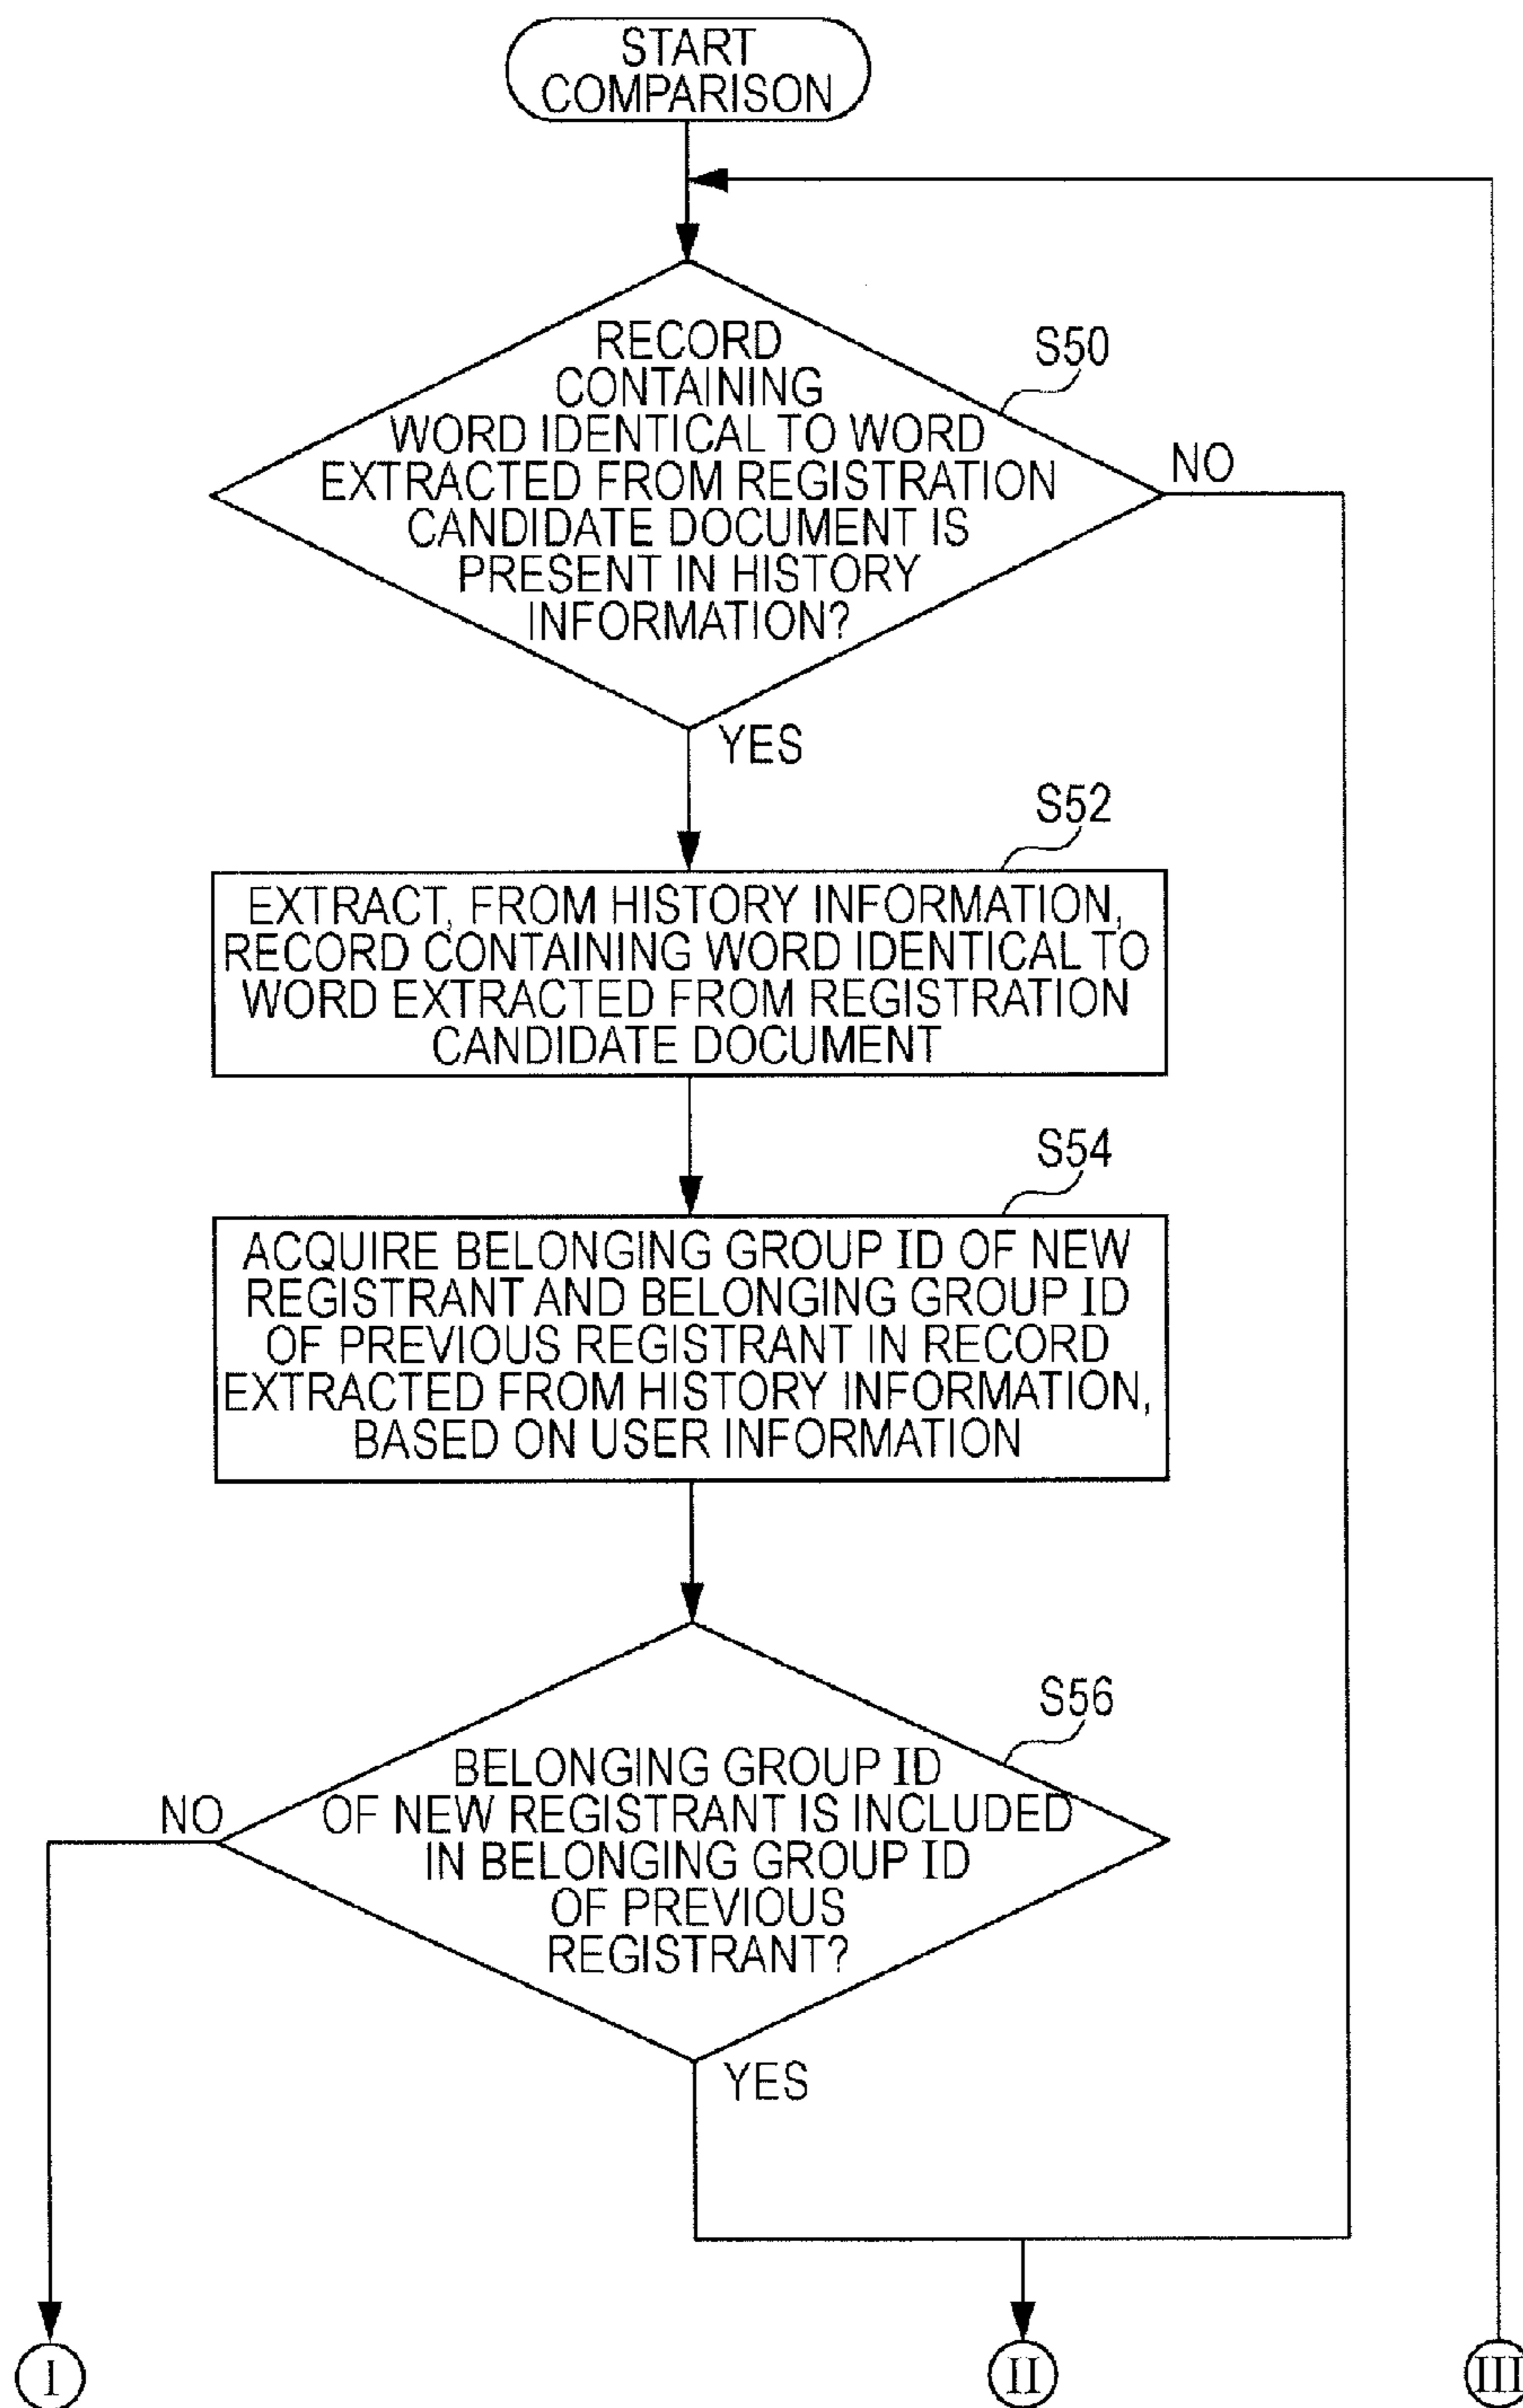 START
COMPARISON
S50
RECORD
CONTAINING
WORD IDENTICAL TO WORD
EXTRACTED FROM REGISTRATION
CANDIDATE DOCUMENT IS
PRESENT IN HISTORY
INFORMATION?
NO
YES
S52
EXTRACT, FROM HISTORY INFORMATION,
RECORD CONTAINING WORD IDENTICAL TO
WORD EXTRACTED FROM REGISTRATION
CANDIDATE DOCUMENT
S54
ACQUIRE BELONGING GROUP ID OF NEW
REGISTRANT AND BELONGING GROUP ID
OF PREVIOUS REGISTRANT IN RECORD
EXTRACTED FROM HISTORY INFORMATION,
BASED ON USER INFORMATION
S56
BELONGING GROUP ID
OF NEW REGISTRANT IS INCLUDED
IN BELONGING GROUP ID
OF PREVIOUS
REGISTRANT?
NO
YES
I
II
III